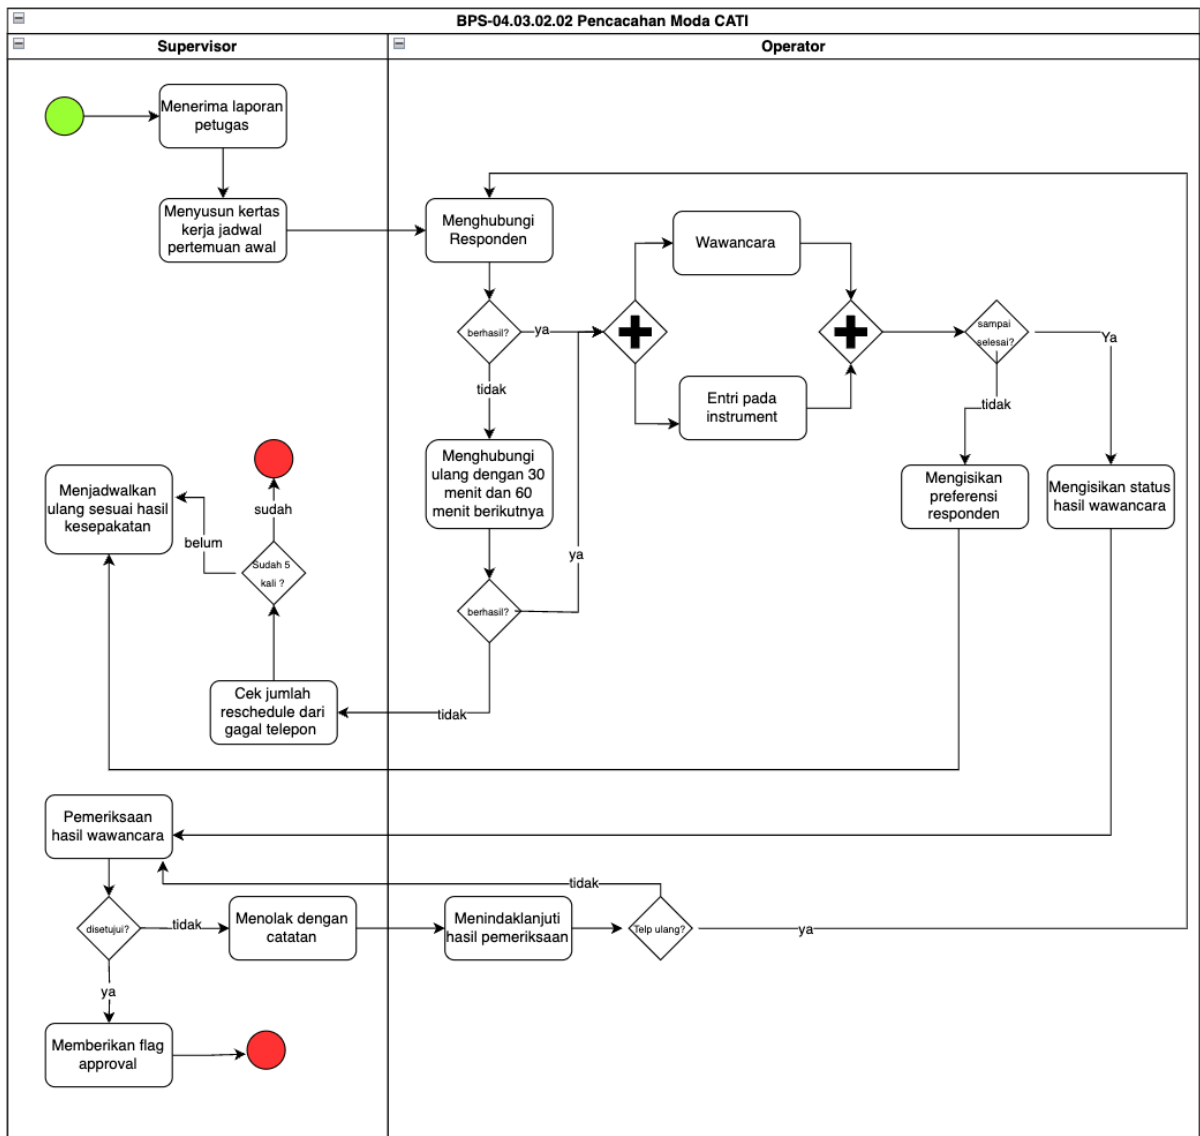 BPS-04.03.02.02 Pencacahan Moda CATI
Supervisor
Operator
Menerima laporan
petugas
Menyusun kertas
kerja jadwal
pertemuan awal
Menghubungi
Responden
Wawancara
berhasil?
ya
sampai
selesai?
Ya
tidak
tidak
Entri pada
instrument
Menghubungi
ulang dengan 30
menit dan 60
menit berikutnya
Mengisikan
preferensi
responden
Mengisikan status
hasil wawancara
Menjadwalkan
ulang sesuai hasil
kesepakatan
sudah
belum
Sudah 5
kali ?
ya
berhasil?
Cek jumlah
reschedule dari
gagal telepon
tidak
Pemeriksaan
hasil wawancara
tidak
disetujui?
tidak
Menolak dengan
catatan
Menindaklanjuti
hasil pemeriksaan
Telp ulang?
ya
ya
Memberikan flag
approval